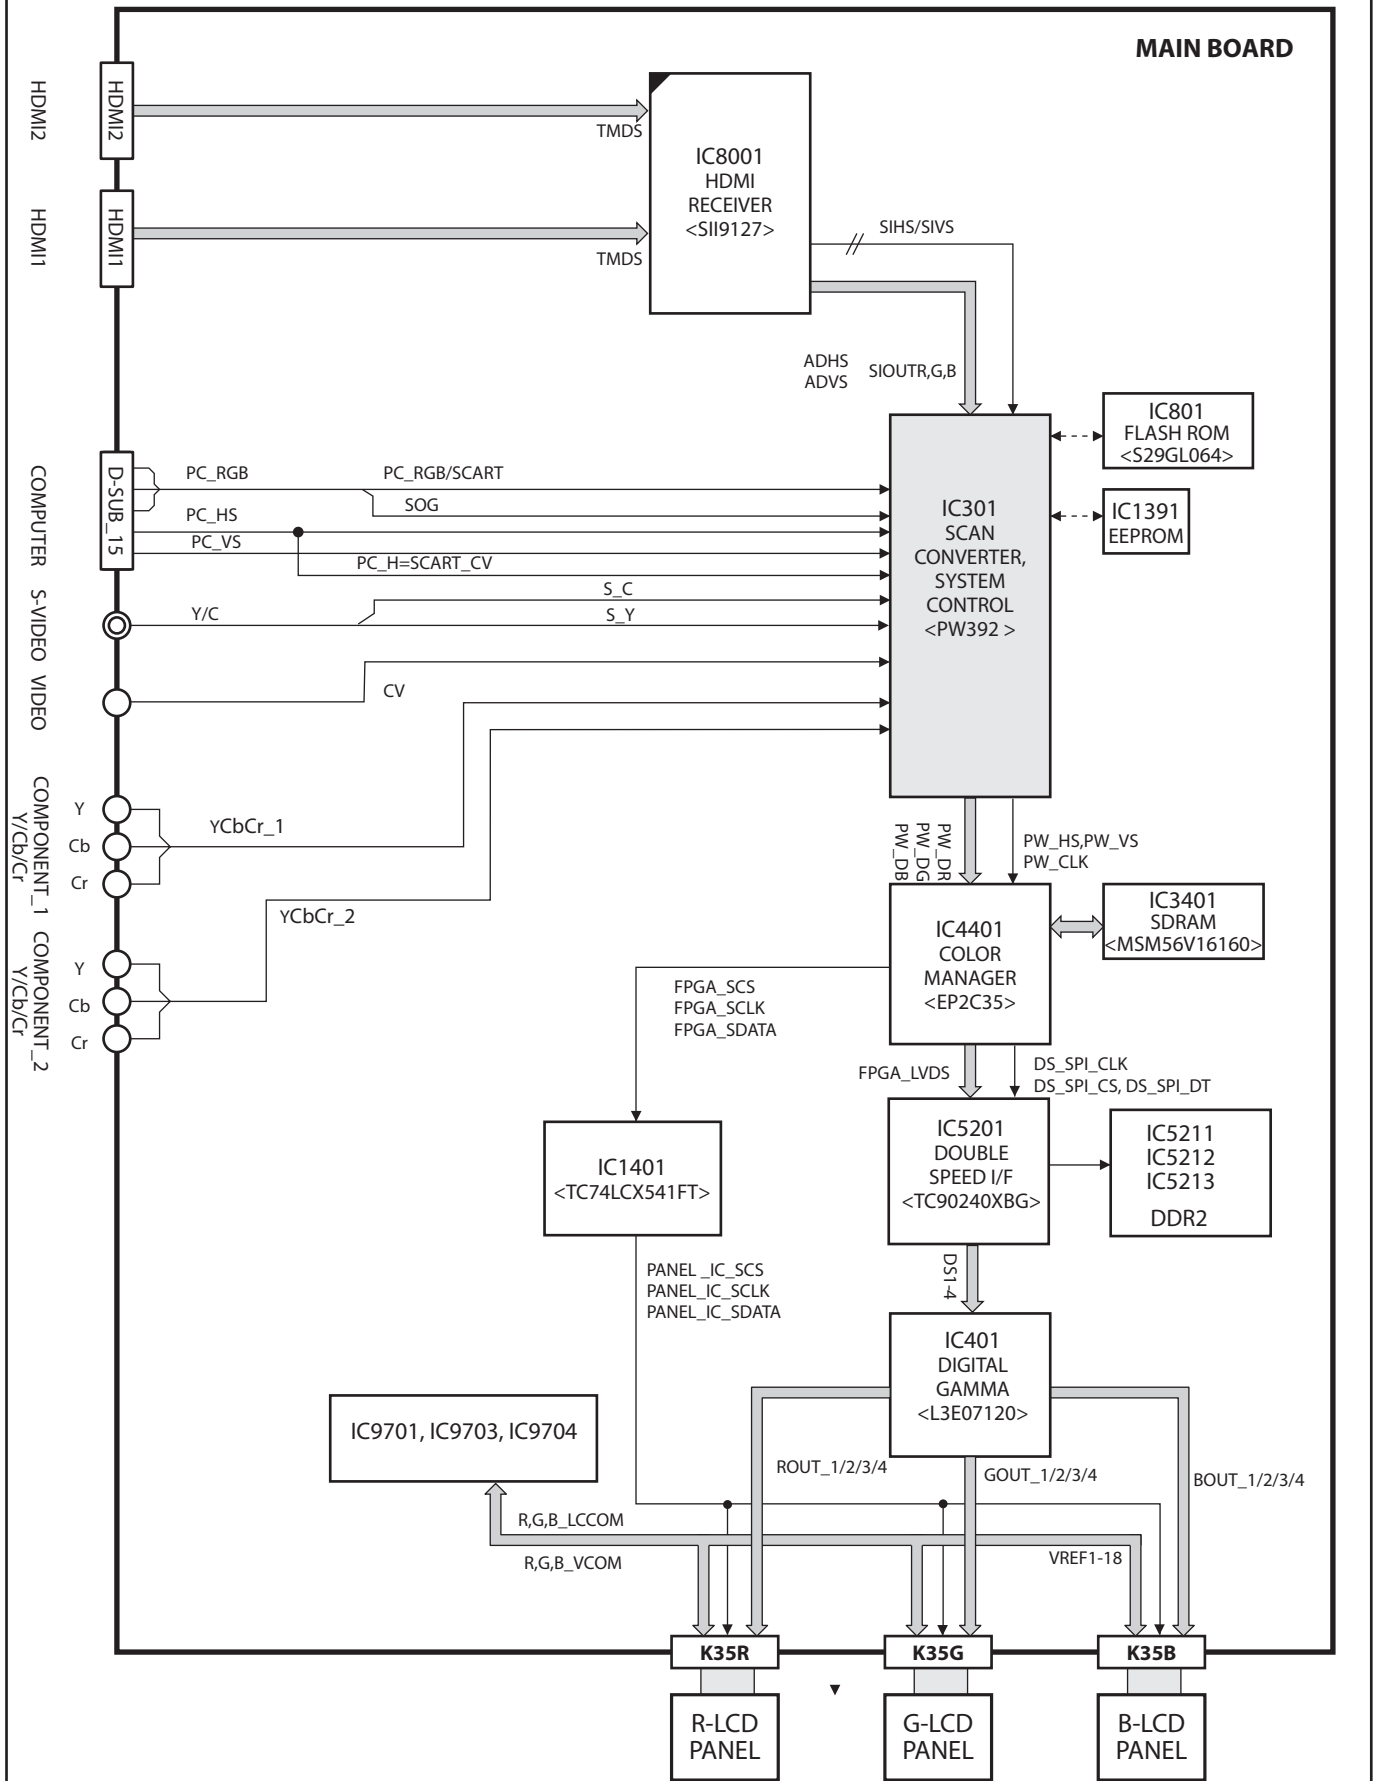 MAIN BOARD
HDMI2
HDMI2
TMDS
HDMI1
HDMI1
TMDS
IC8001
HDMI
RECEIVER
<SII9127>
SIHS/SIVS
ADHS
ADVS
SIOUTR,G,B
IC801
FLASH ROM
<S29GL064>
IC1391
EEPROM
COMPUTER
D-SUB_15
PC_RGB
PC_RGB/SCART
SOG
PC_HS
PC_VS
PC_H=SCART_CV
IC301
SCAN
CONVERTER,
SYSTEM
CONTROL
<PW392 >
S-VIDEO
Y/C
S_C
S_Y
VIDEO
CV
COMPONENT_1
Y/Cb/Cr
Y
Cb
Cr
YCbCr_1
COMPONENT_2
Y/Cb/Cr
Y
Cb
Cr
YCbCr_2
PW_DR
PW_DG
PW_DB
PW_HS,PW_VS
PW_CLK
IC4401
COLOR
MANAGER
<EP2C35>
IC3401
SDRAM
<MSM56V16160>
FPGA_SCS
FPGA_SCLK
FPGA_SDATA
FPGA_LVDS
DS_SPI_CLK
DS_SPI_CS, DS_SPI_DT
IC1401
<TC74LCX541FT>
IC5201
DOUBLE
SPEED I/F
<TC90240XBG>
IC5211
IC5212
IC5213
DDR2
PANEL _IC_SCS
PANEL_IC_SCLK
PANEL_IC_SDATA
DS1-4
IC401
DIGITAL
GAMMA
<L3E07120>
IC9701, IC9703, IC9704
ROUT_1/2/3/4
GOUT_1/2/3/4
BOUT_1/2/3/4
R,G,B_LCCOM
R,G,B_VCOM
VREF1-18
K35R
K35G
K35B
R-LCD
PANEL
G-LCD
PANEL
B-LCD
PANEL